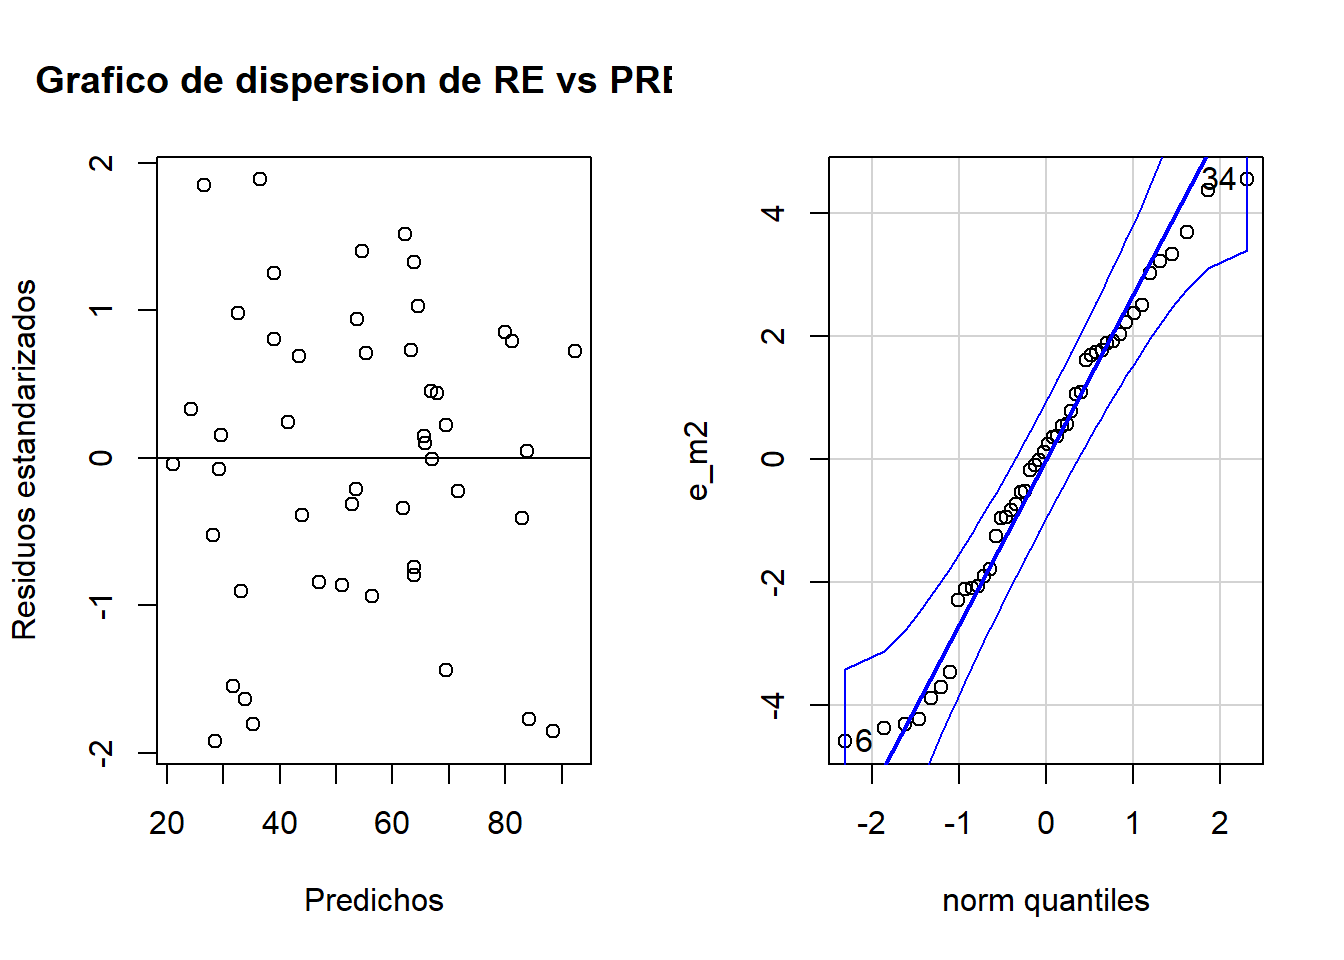 Grafico de dispersion de RE vs PRE
Residuos estandarizados
2
1
0
-1
-2
20 40 60 80
Predichos
e_m2
4
2
0
-2
-4
34
6
-2 -1 0 1 2
norm quantiles